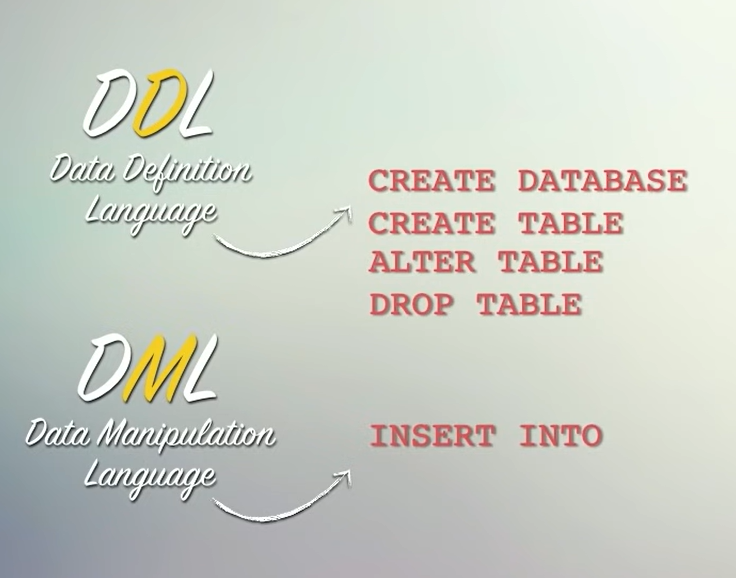 DDL
Data Definition
Language
CREATE DATABASE
CREATE TABLE
ALTER TABLE
DROP TABLE
DML
Data Manipulation
Language
INSERT INTO